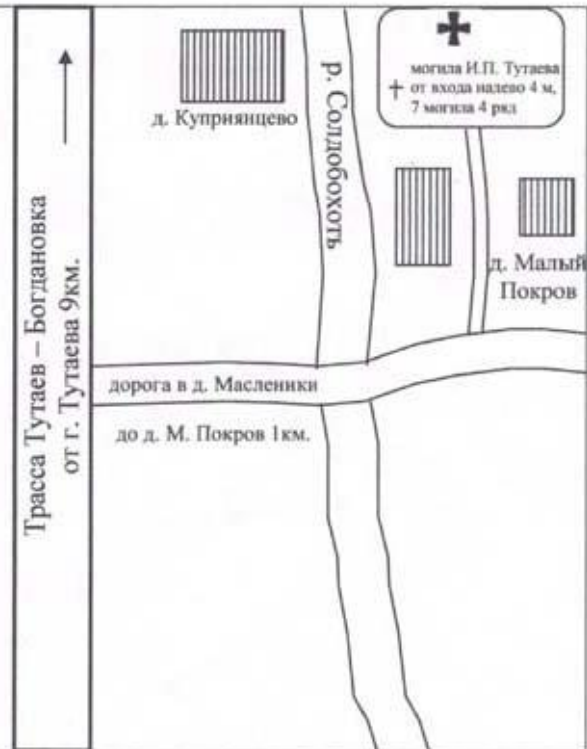 Трасса Тутаев – Богдановка
от г. Тутаева 9км.
д. Куприянцево
р. Солдобохоть
могила И.П. Тутаева
от входа налево 4 м,
7 могила 4 ряд
д. Малый
Покров
дорога в д. Масленики
до д. М. Покров 1км.